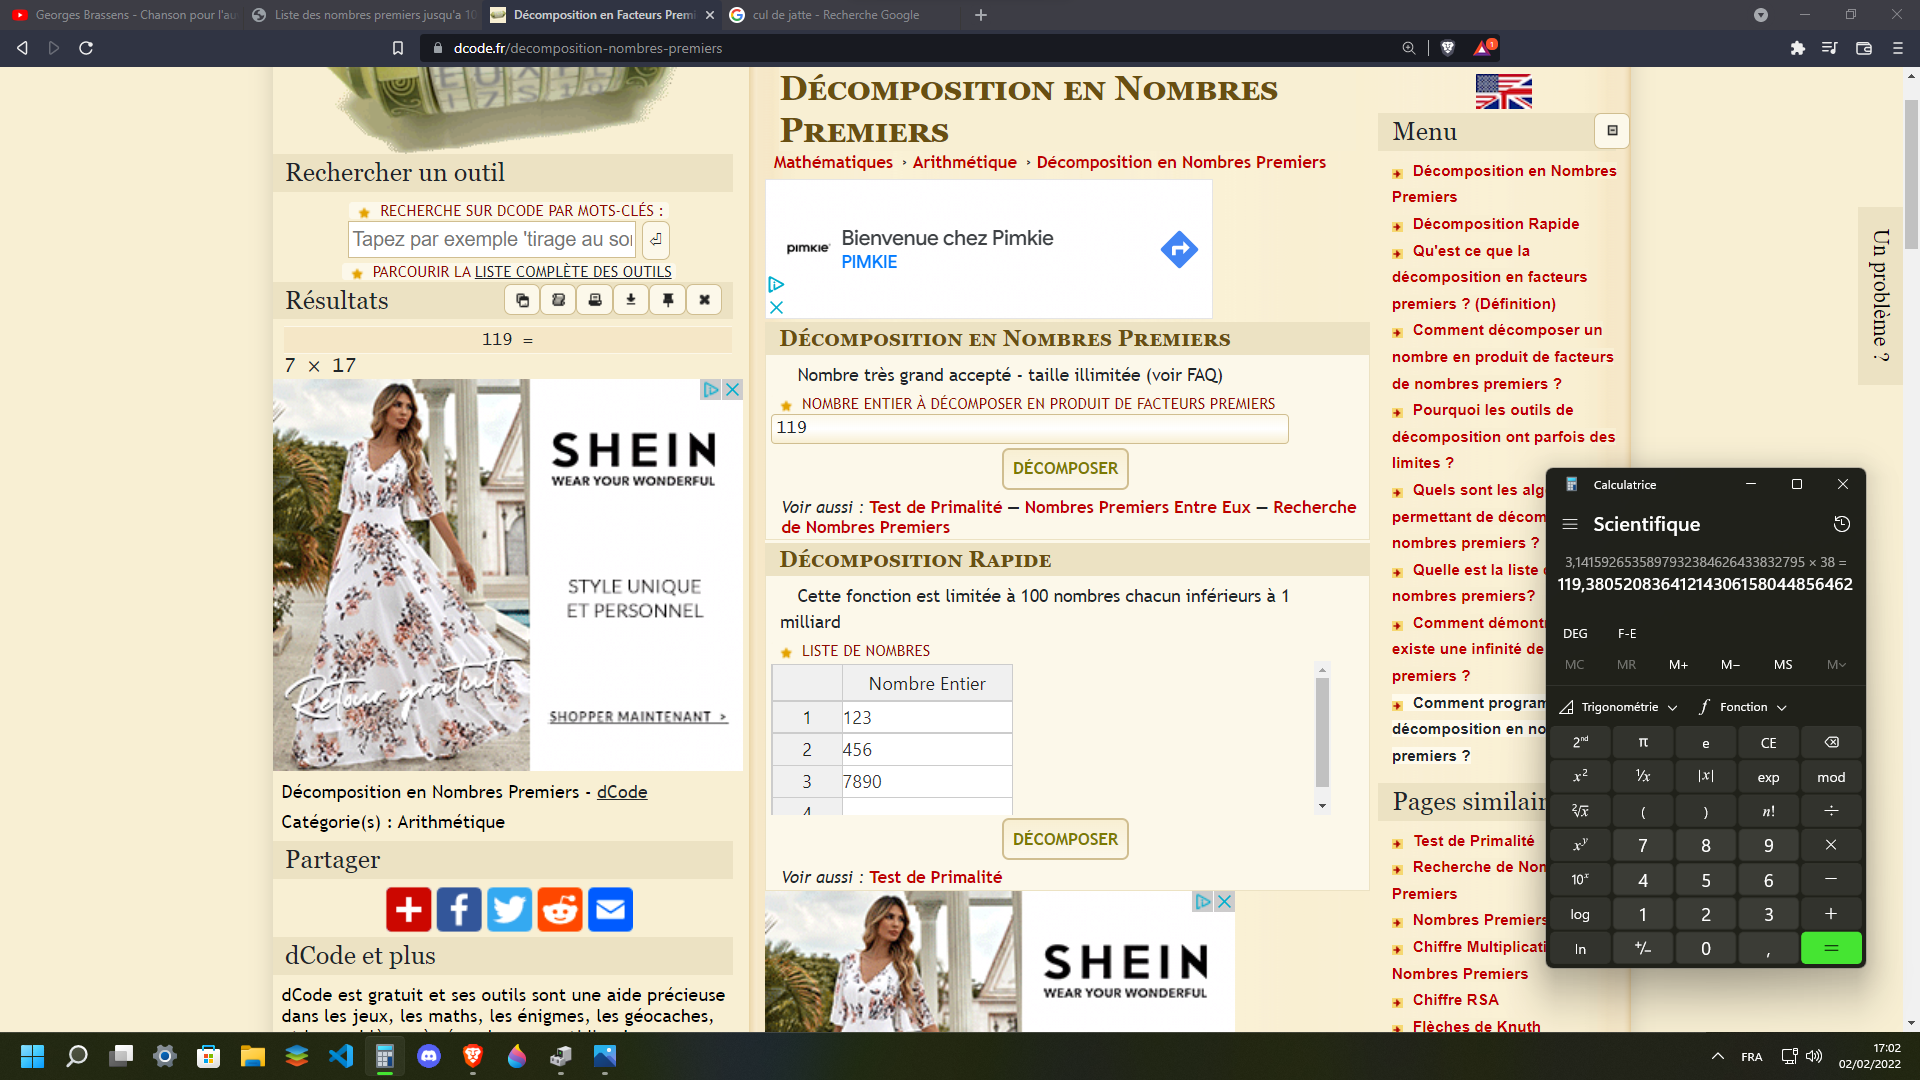 Georges Brassens - Chanson pour l'au
Liste des nombres premiers jusqu'a 10
Décomposition en Facteurs Premi
cul de jatte - Recherche Google
dcode.fr/decomposition-nombres-premiers
1
EUXI
17S19
Rechercher un outil
RECHERCHE SUR DCODE PAR MOTS-CLÉS :
Tapez par exemple 'tirage au sor
PARCOURIR LA LISTE COMPLÈTE DES OUTILS
Résultats
119 =
7 × 17
SHEIN
WEAR YOUR WONDERFUL
STYLE UNIQUE
ET PERSONNEL
Retour gratuit
SHOPPER MAINTENANT >
Décomposition en Nombres Premiers - dCode
Catégorie(s) : Arithmétique
Partager
dCode et plus
dCode est gratuit et ses outils sont une aide précieuse
dans les jeux, les maths, les énigmes, les géocaches,
Décomposition en Nombres
Premiers
Mathématiques › Arithmétique › Décomposition en Nombres Premiers
pimkie
Bienvenue chez Pimkie
PIMKIE
Décomposition en Nombres Premiers
Nombre très grand accepté - taille illimitée (voir FAQ)
NOMBRE ENTIER À DÉCOMPOSER EN PRODUIT DE FACTEURS PREMIERS
119
DÉCOMPOSER
Voir aussi : Test de Primalité — Nombres Premiers Entre Eux — Recherche
de Nombres Premiers
Décomposition Rapide
Cette fonction est limitée à 100 nombres chacun inférieurs à 1
milliard
LISTE DE NOMBRES
Nombre Entier
1 123
2 456
3 7890
4
DÉCOMPOSER
Voir aussi : Test de Primalité
SHEIN
WEAR YOUR WONDERFUL
Menu
Décomposition en Nombres
Premiers
Décomposition Rapide
Qu'est ce que la
décomposition en facteurs
premiers ? (Définition)
Comment décomposer un
nombre en produit de facteurs
de nombres premiers ?
Pourquoi les outils de
décomposition ont parfois des
limites ?
Quels sont les alg
permettant de décom
nombres premiers ?
Quelle est la liste
nombres premiers?
Comment démont
existe une infinité de
premiers ?
Comment program
décomposition en no
premiers ?
Pages similair
Test de Primalité
Recherche de Nom
Premiers
Nombres Premiers
Chiffre Multiplicati
Nombres Premiers
Chiffre RSA
Flèches de Knuth
Un problème ?
Calculatrice
Scientifique
3,1415926535897932384626433832795 × 38 =
119,38052083641214306158044856462
DEG F-E
MC MR M+ M− MS M
Trigonométrie Fonction
2nd π e CE
x² ¹/x |x| exp mod
²√x ( ) n! ÷
xʸ 7 8 9 ×
10ˣ 4 5 6 −
log 1 2 3 +
ln +/− 0 , =
FRA
17:02
02/02/2022